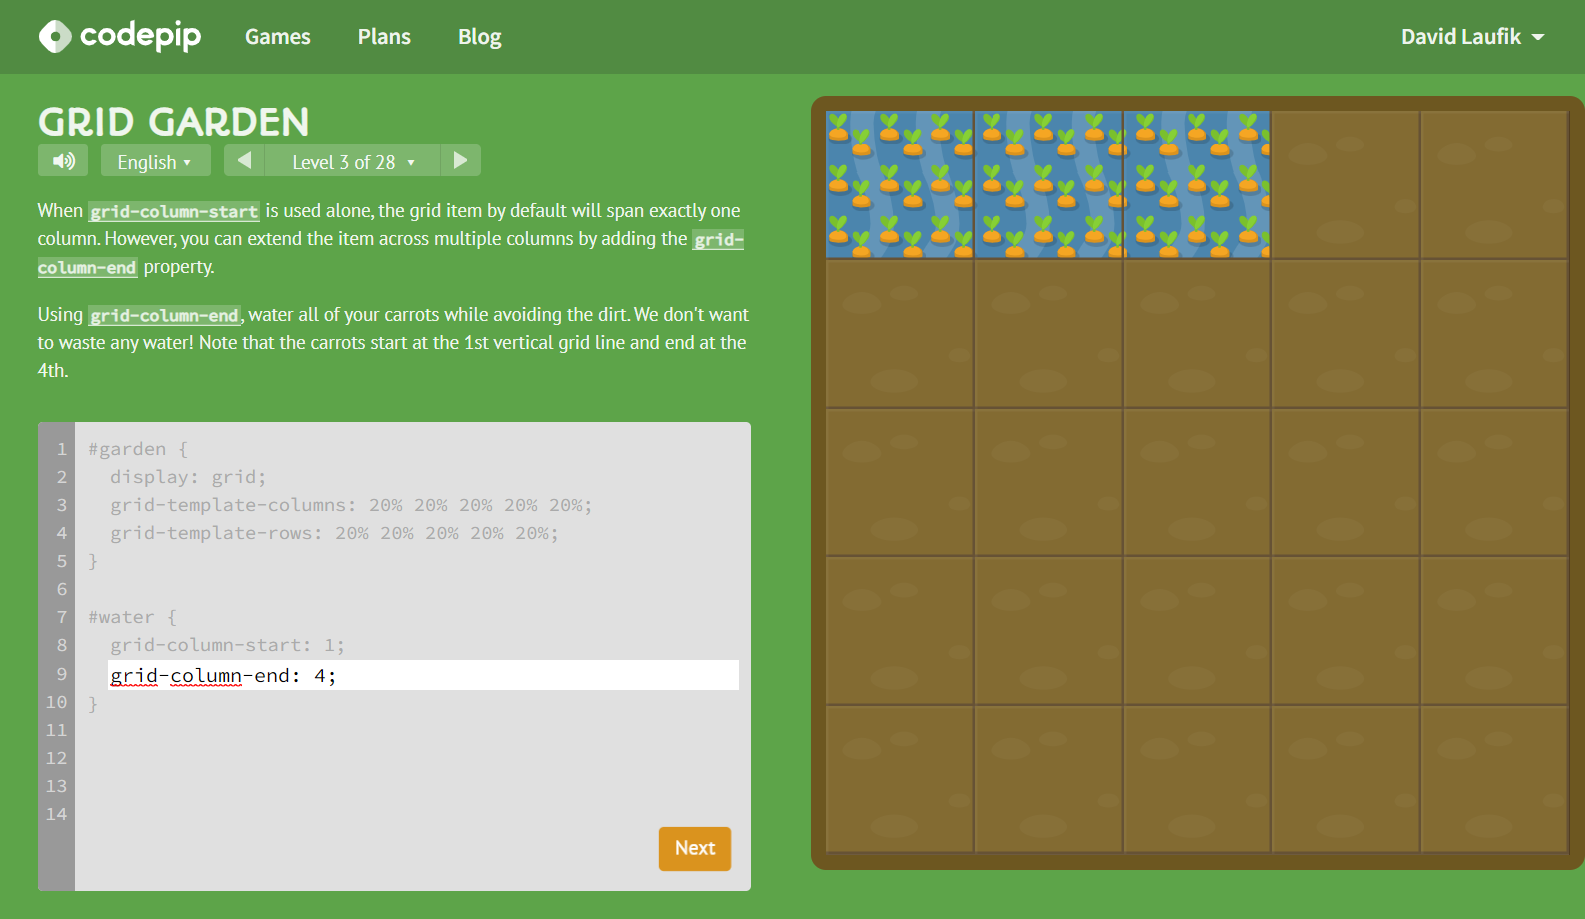 codepip Games Plans Blog David Laufik
GRID GARDEN
English Level 3 of 28
When grid-column-start is used alone, the grid item by default will span exactly one
column. However, you can extend the item across multiple columns by adding the grid-
column-end property.
Using grid-column-end, water all of your carrots while avoiding the dirt. We don't want
to waste any water! Note that the carrots start at the 1st vertical grid line and end at the
4th.
1 #garden {
2 display: grid;
3 grid-template-columns: 20% 20% 20% 20% 20%;
4 grid-template-rows: 20% 20% 20% 20% 20%;
5 }
6
7 #water {
8 grid-column-start: 1;
9 grid-column-end: 4;
10 }
11
12
13
14
Next